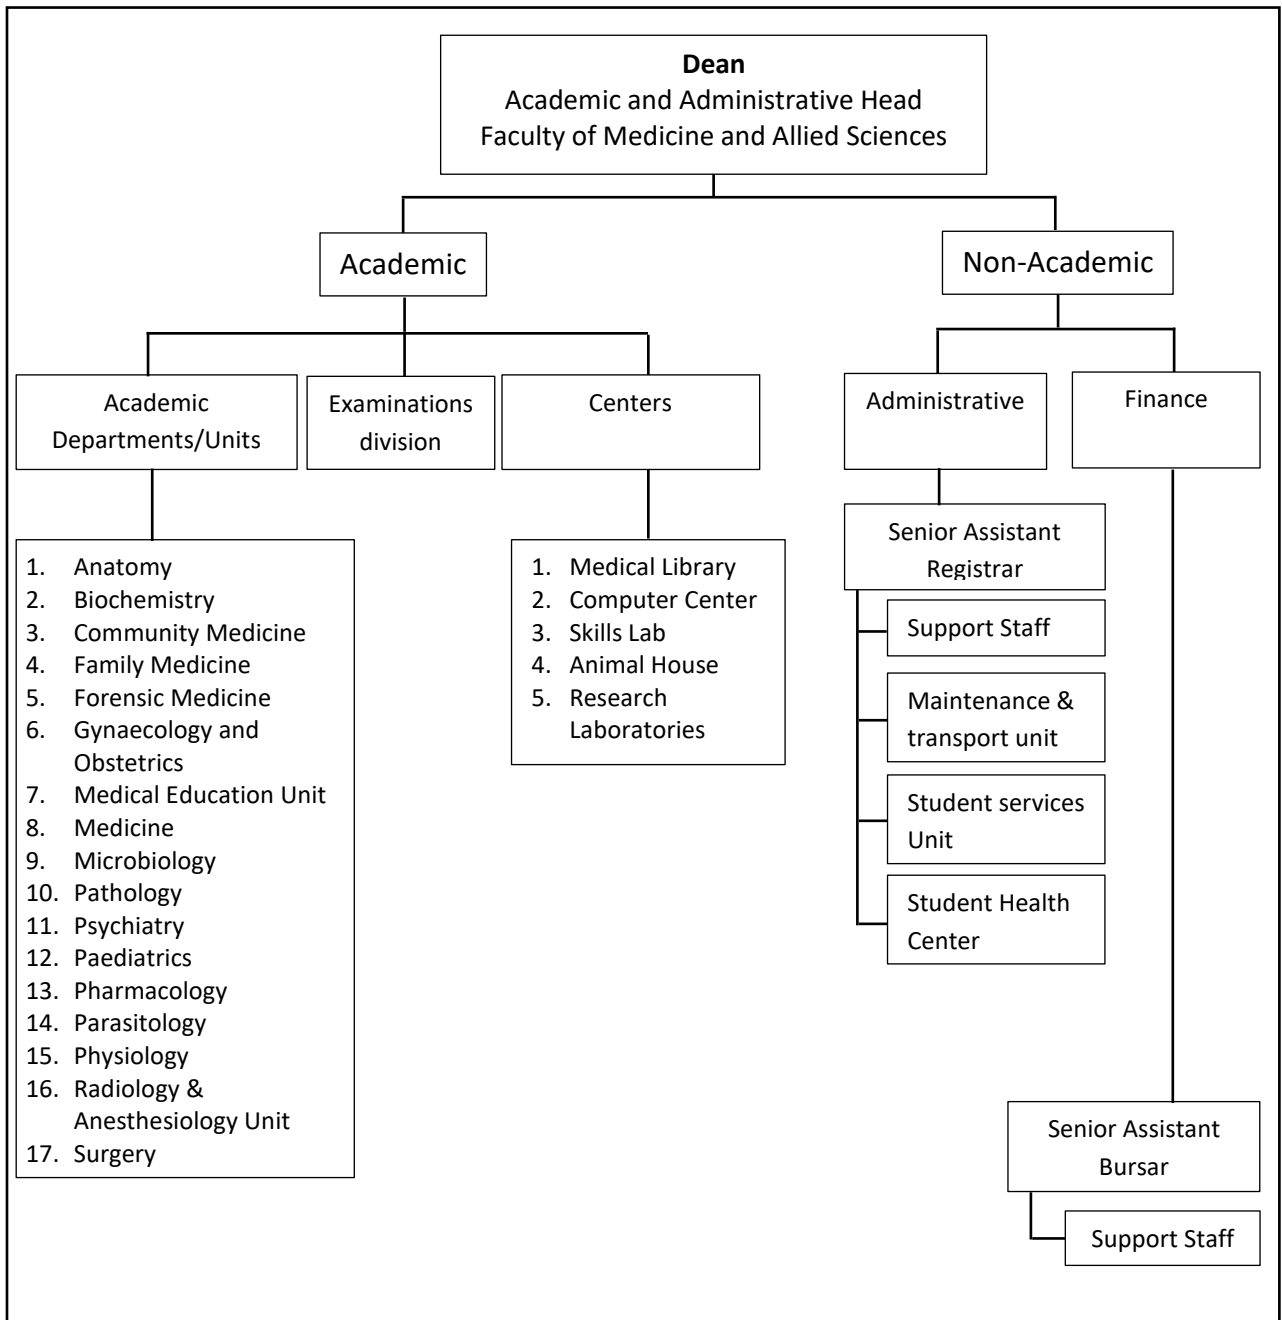 Dean
Academic and Administrative Head
Faculty of Medicine and Allied Sciences
Academic
Non-Academic
Academic
Departments/Units
Examinations
division
Centers
Administrative
Finance
1. Anatomy
2. Biochemistry
3. Community Medicine
4. Family Medicine
5. Forensic Medicine
6. Gynaecology and
Obstetrics
7. Medical Education Unit
8. Medicine
9. Microbiology
10. Pathology
11. Psychiatry
12. Paediatrics
13. Pharmacology
14. Parasitology
15. Physiology
16. Radiology &
Anesthesiology Unit
17. Surgery
1. Medical Library
2. Computer Center
3. Skills Lab
4. Animal House
5. Research
Laboratories
Senior Assistant
Registrar
Support Staff
Maintenance &
transport unit
Student services
Unit
Student Health
Center
Senior Assistant
Bursar
Support Staff